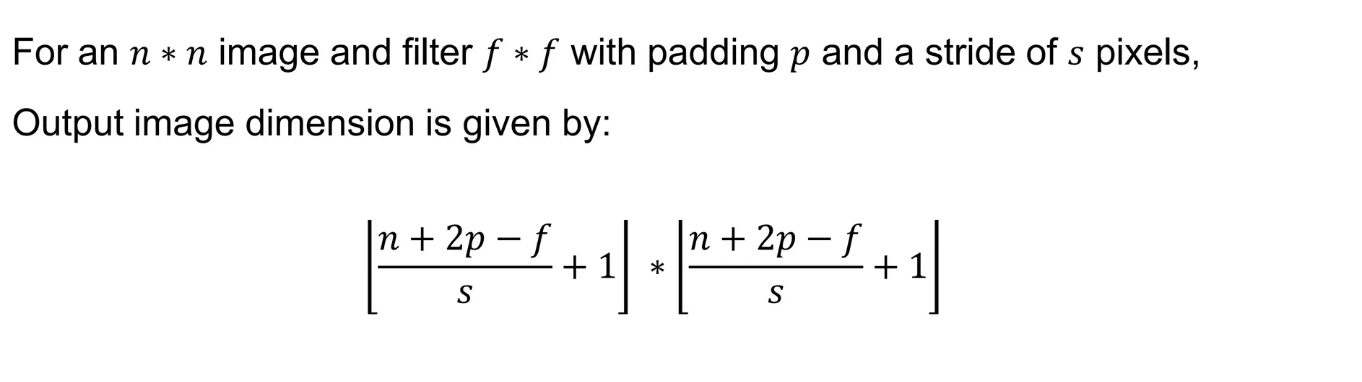 For an n * n image and filter f * f with padding p and a stride of s pixels,
Output image dimension is given by:
⌊(n + 2p − f)/s + 1⌋ * ⌊(n + 2p − f)/s + 1⌋